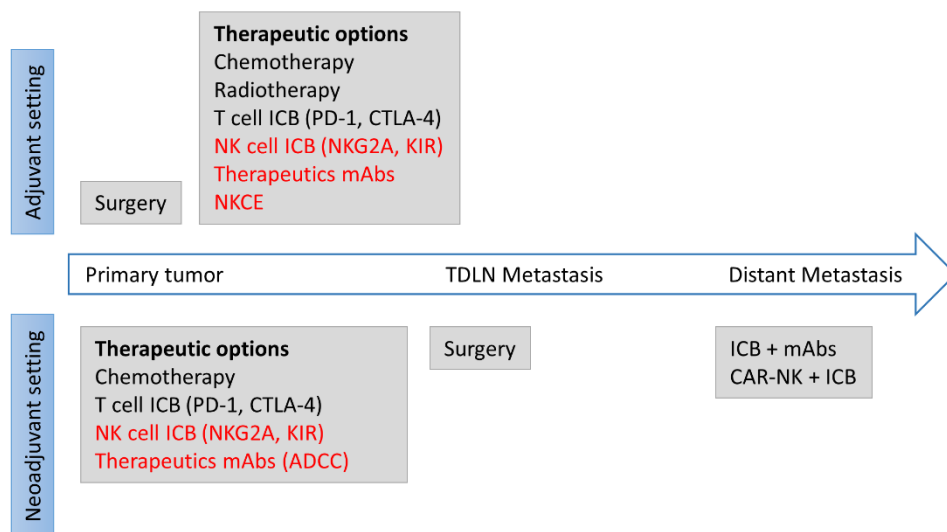 Adjuvant setting
Surgery
Therapeutic options
Chemotherapy
Radiotherapy
T cell ICB (PD-1, CTLA-4)
NK cell ICB (NKG2A, KIR)
Therapeutics mAbs
NKCE
Primary tumor
TDLN Metastasis
Distant Metastasis
Neoadjuvant setting
Therapeutic options
Chemotherapy
T cell ICB (PD-1, CTLA-4)
NK cell ICB (NKG2A, KIR)
Therapeutics mAbs (ADCC)
Surgery
ICB + mAbs
CAR-NK + ICB